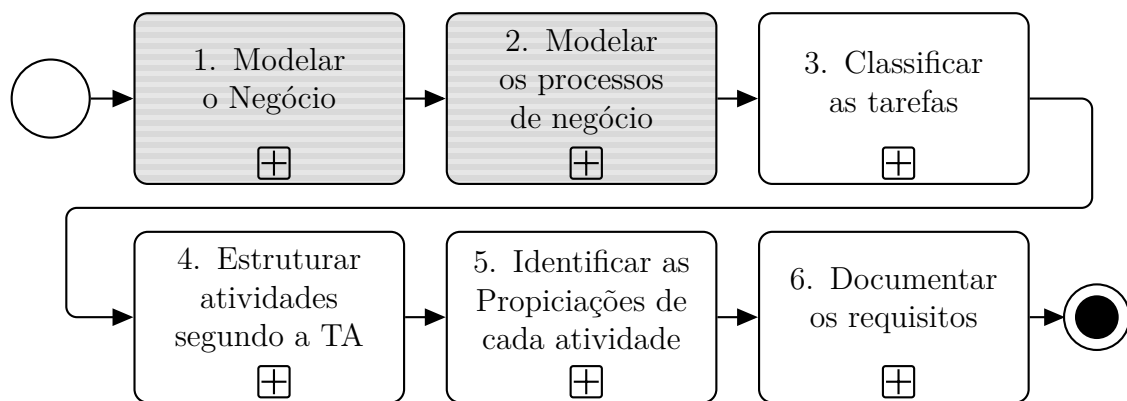 1. Modelar
o Negócio
2. Modelar
os processos
de negócio
3. Classificar
as tarefas
4. Estruturar
atividades
segundo a TA
5. Identificar as
Propiciações de
cada atividade
6. Documentar
os requisitos